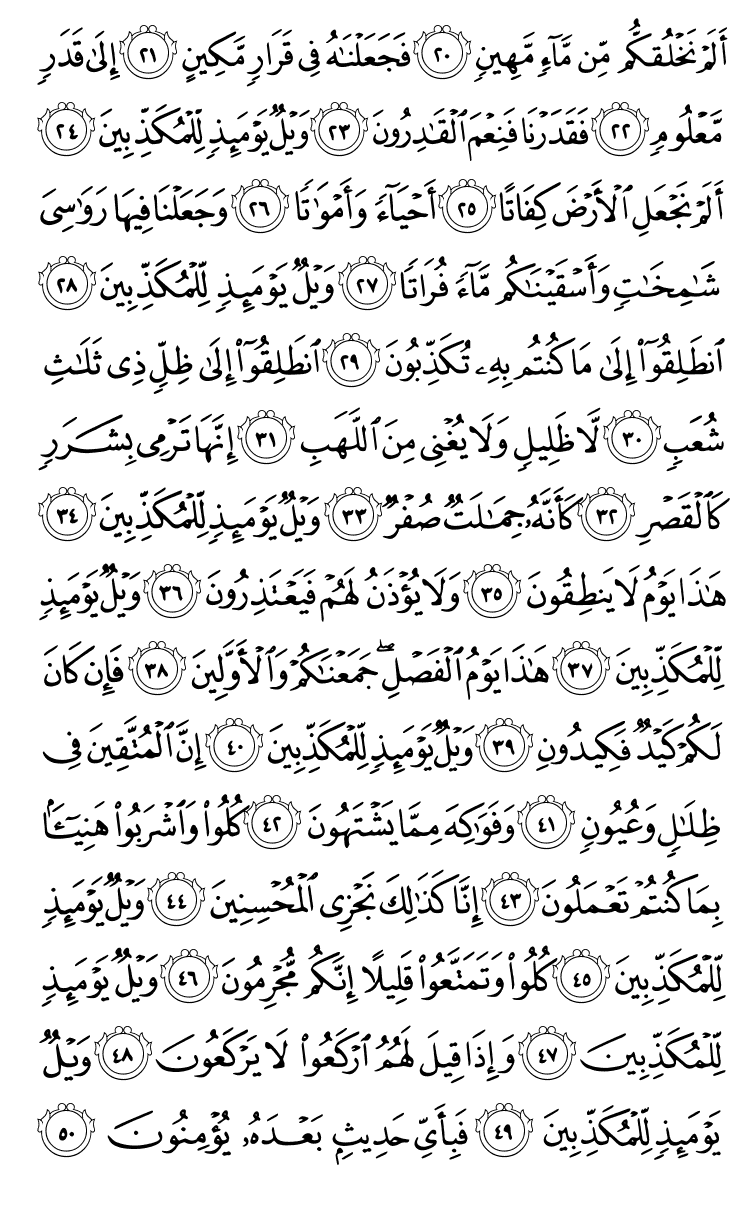 أَلَمْ نَخْلُقكُّم مِّن مَّآءٍ مَّهِينٍ ٢٠ فَجَعَلْنَٰهُ فِى قَرَارٍ مَّكِينٍ ٢١ إِلَىٰ قَدَرٍ
مَّعْلُومٍ ٢٢ فَقَدَرْنَا فَنِعْمَ ٱلْقَٰدِرُونَ ٢٣ وَيْلٌ يَوْمَئِذٍ لِّلْمُكَذِّبِينَ ٢٤
أَلَمْ نَجْعَلِ ٱلْأَرْضَ كِفَاتًا ٢٥ أَحْيَآءً وَأَمْوَٰتًا ٢٦ وَجَعَلْنَا فِيهَا رَوَٰسِىَ
شَٰمِخَٰتٍ وَأَسْقَيْنَٰكُم مَّآءً فُرَاتًا ٢٧ وَيْلٌ يَوْمَئِذٍ لِّلْمُكَذِّبِينَ ٢٨
ٱنطَلِقُوٓا۟ إِلَىٰ مَا كُنتُم بِهِۦ تُكَذِّبُونَ ٢٩ ٱنطَلِقُوٓا۟ إِلَىٰ ظِلٍّ ذِى ثَلَٰثِ
شُعَبٍ ٣٠ لَّا ظَلِيلٍ وَلَا يُغْنِى مِنَ ٱللَّهَبِ ٣١ إِنَّهَا تَرْمِى بِشَرَرٍ
كَٱلْقَصْرِ ٣٢ كَأَنَّهُۥ جِمَٰلَتٌ صُفْرٌ ٣٣ وَيْلٌ يَوْمَئِذٍ لِّلْمُكَذِّبِينَ ٣٤
هَٰذَا يَوْمُ لَا يَنطِقُونَ ٣٥ وَلَا يُؤْذَنُ لَهُمْ فَيَعْتَذِرُونَ ٣٦ وَيْلٌ يَوْمَئِذٍ
لِّلْمُكَذِّبِينَ ٣٧ هَٰذَا يَوْمُ ٱلْفَصْلِ ۖ جَمَعْنَٰكُمْ وَٱلْأَوَّلِينَ ٣٨ فَإِن كَانَ
لَكُمْ كَيْدٌ فَكِيدُونِ ٣٩ وَيْلٌ يَوْمَئِذٍ لِّلْمُكَذِّبِينَ ٤٠ إِنَّ ٱلْمُتَّقِينَ فِى
ظِلَٰلٍ وَعُيُونٍ ٤١ وَفَوَٰكِهَ مِمَّا يَشْتَهُونَ ٤٢ كُلُوا۟ وَٱشْرَبُوا۟ هَنِيٓـًٔۢا
بِمَا كُنتُمْ تَعْمَلُونَ ٤٣ إِنَّا كَذَٰلِكَ نَجْزِى ٱلْمُحْسِنِينَ ٤٤ وَيْلٌ يَوْمَئِذٍ
لِّلْمُكَذِّبِينَ ٤٥ كُلُوا۟ وَتَمَتَّعُوا۟ قَلِيلًا إِنَّكُم مُّجْرِمُونَ ٤٦ وَيْلٌ يَوْمَئِذٍ
لِّلْمُكَذِّبِينَ ٤٧ وَإِذَا قِيلَ لَهُمُ ٱرْكَعُوا۟ لَا يَرْكَعُونَ ٤٨ وَيْلٌ
يَوْمَئِذٍ لِّلْمُكَذِّبِينَ ٤٩ فَبِأَىِّ حَدِيثٍۭ بَعْدَهُۥ يُؤْمِنُونَ ٥٠